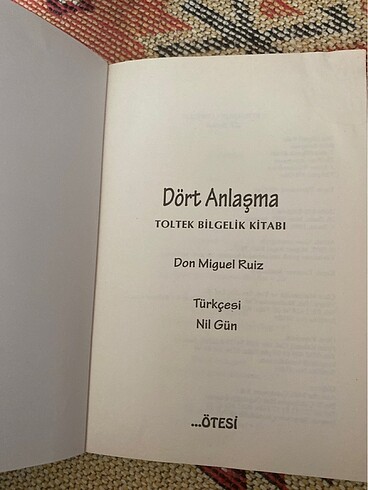 Dört Anlaşma
TOLTEK BİLGELİK KİTABI
Don Miguel Ruiz
Türkçesi
Nil Gün
...ÖTESİ